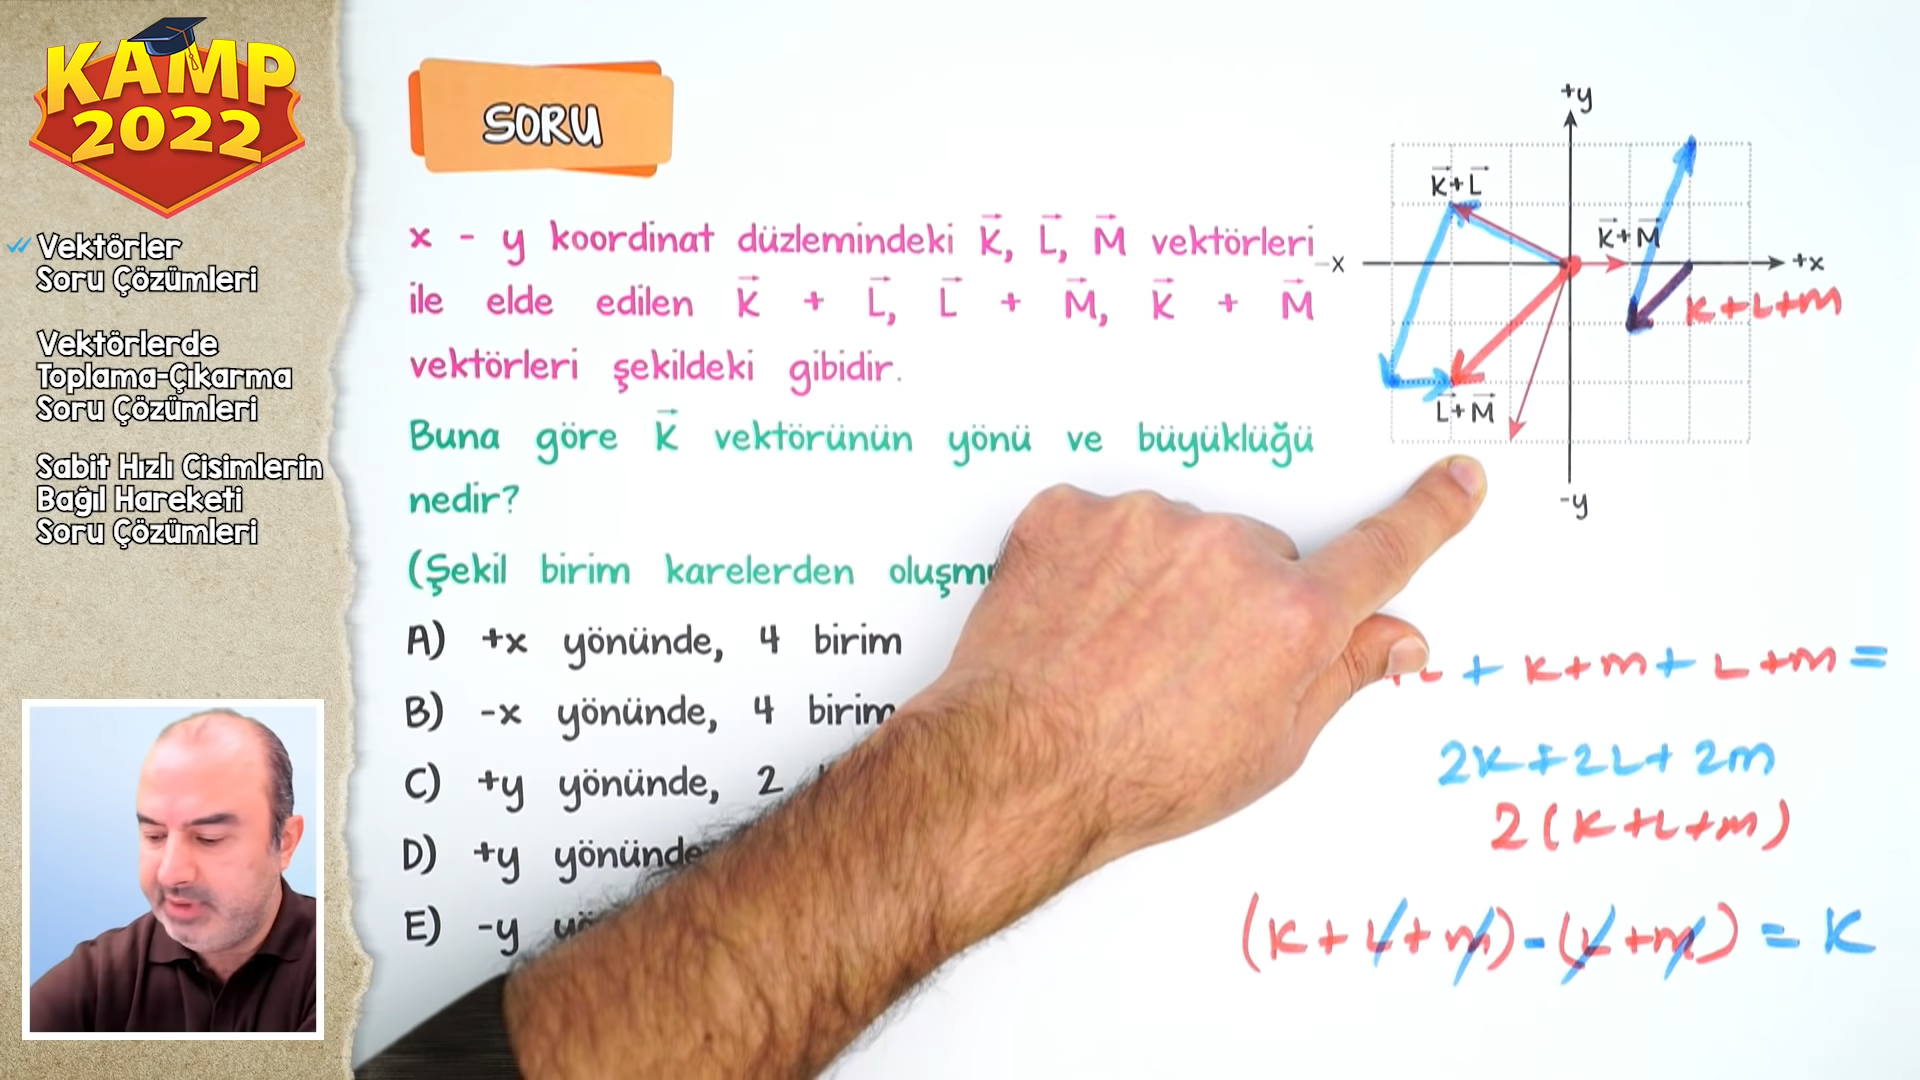 KAMP
2022
Vektörler
Soru Çözümleri
Vektörlerde
Toplama-Çıkarma
Soru Çözümleri
Sabit Hızlı Cisimlerin
Bağıl Hareketi
Soru Çözümleri
SORU
x - y koordinat düzlemindeki K, L, M vektörleri
ile elde edilen K + L, L + M, K + M
vektörleri şekildeki gibidir.
Buna göre K vektörünün yönü ve büyüklüğü
nedir?
(Şekil birim karelerden
A) +x yönünde, 4 birim
B) -x yönünde, 4 birim
C) +y yönünde, 2
D) +y yönünde
E) -y
+y
K+L
K+M
-x
+x
K+L+M
L+M
-y
+ K+M+ L+M =
2K+2L+2M
2(K+L+M)
(K+L+M)-(L+M) = K